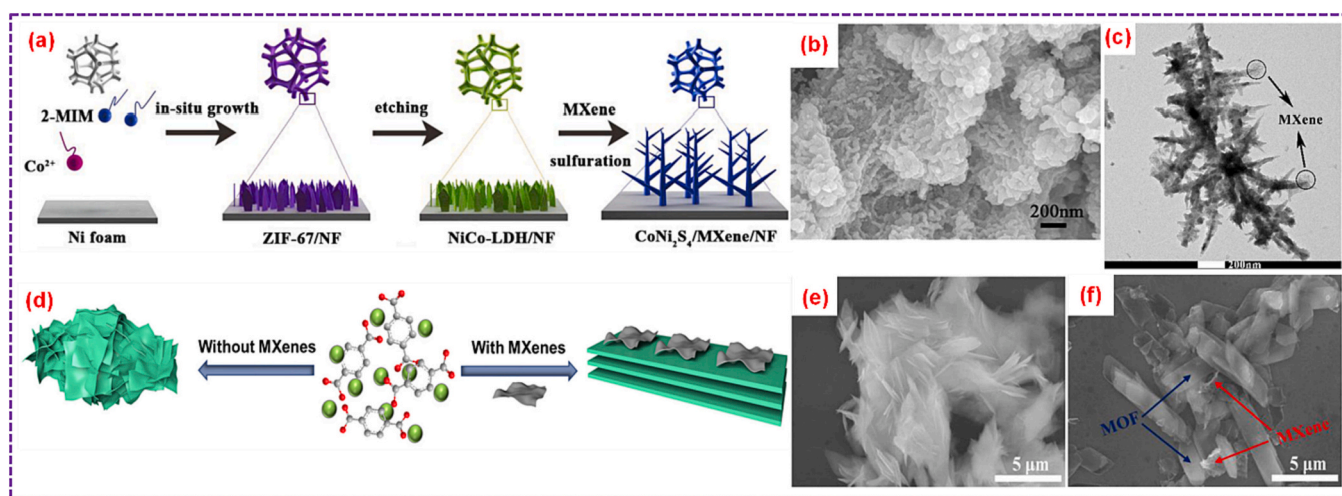 (a)
2-MIM
Co²⁺
Ni foam
in-situ growth
ZIF-67/NF
etching
NiCo-LDH/NF
MXene
sulfuration
CoNi₂S₄/MXene/NF
(b)
200nm
(c)
MXene
200nm
(d)
Without MXenes
With MXenes
(e)
5 μm
(f)
MOF
MXene
5 μm